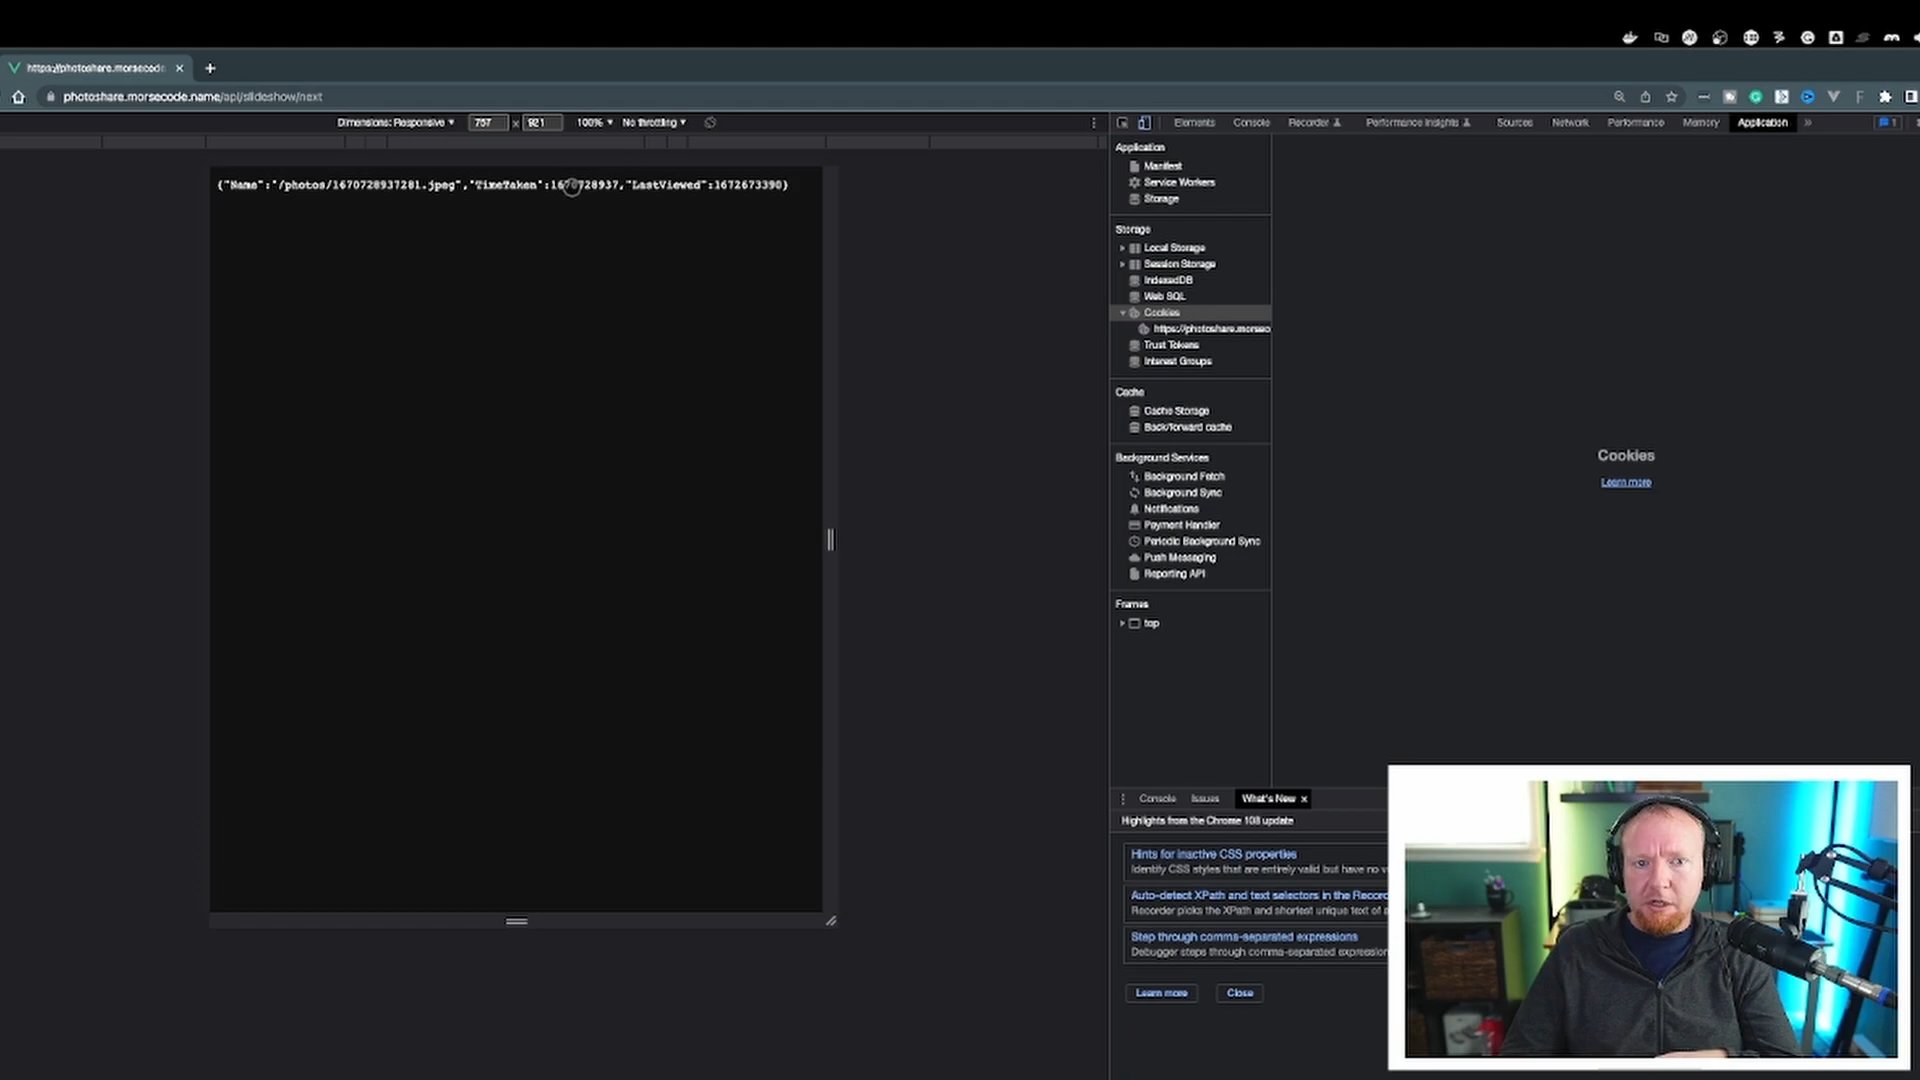 https://photoshare.morsecode
photoshare.morsecode.name/api/slideshow/next
Dimensions: Responsive 757 x 921 100% No throttling
Elements Console Recorder Performance insights Sources Network Performance Memory Application » 1
{"Name":"/photos/1670728937281.jpeg","TimeTaken":1670728937,"LastViewed":1672673390}
Application
Manifest
Service Workers
Storage
Storage
Local Storage
Session Storage
IndexedDB
Web SQL
Cookies
https://photoshare.morseco
Trust Tokens
Interest Groups
Cache
Cache Storage
Back/forward cache
Background Services
Background Fetch
Background Sync
Notifications
Payment Handler
Periodic Background Sync
Push Messaging
Reporting API
Frames
top
Cookies
Learn more
Console Issues What's New
Highlights from the Chrome 108 update
Hints for inactive CSS properties
Identify CSS styles that are entirely valid but have no v
Auto-detect XPath and text selectors in the Recor
Recorder picks the XPath and shortest unique text of a
Step through comma-separated expressions
Debugger steps through comma-separated expression
Learn more Close